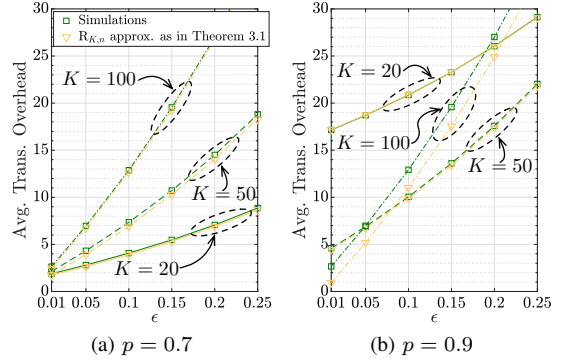 Simulations
R_{K,n} approx. as in Theorem 3.1
Avg. Trans. Overhead
30
25
20
15
10
5
0
K = 100
K = 50
K = 20
0.01 0.05 0.1 0.15 0.2 0.25
ϵ
(a) p = 0.7
Avg. Trans. Overhead
30
25
20
15
10
5
0
K = 20
K = 100
K = 50
0.01 0.05 0.1 0.15 0.2 0.25
ϵ
(b) p = 0.9